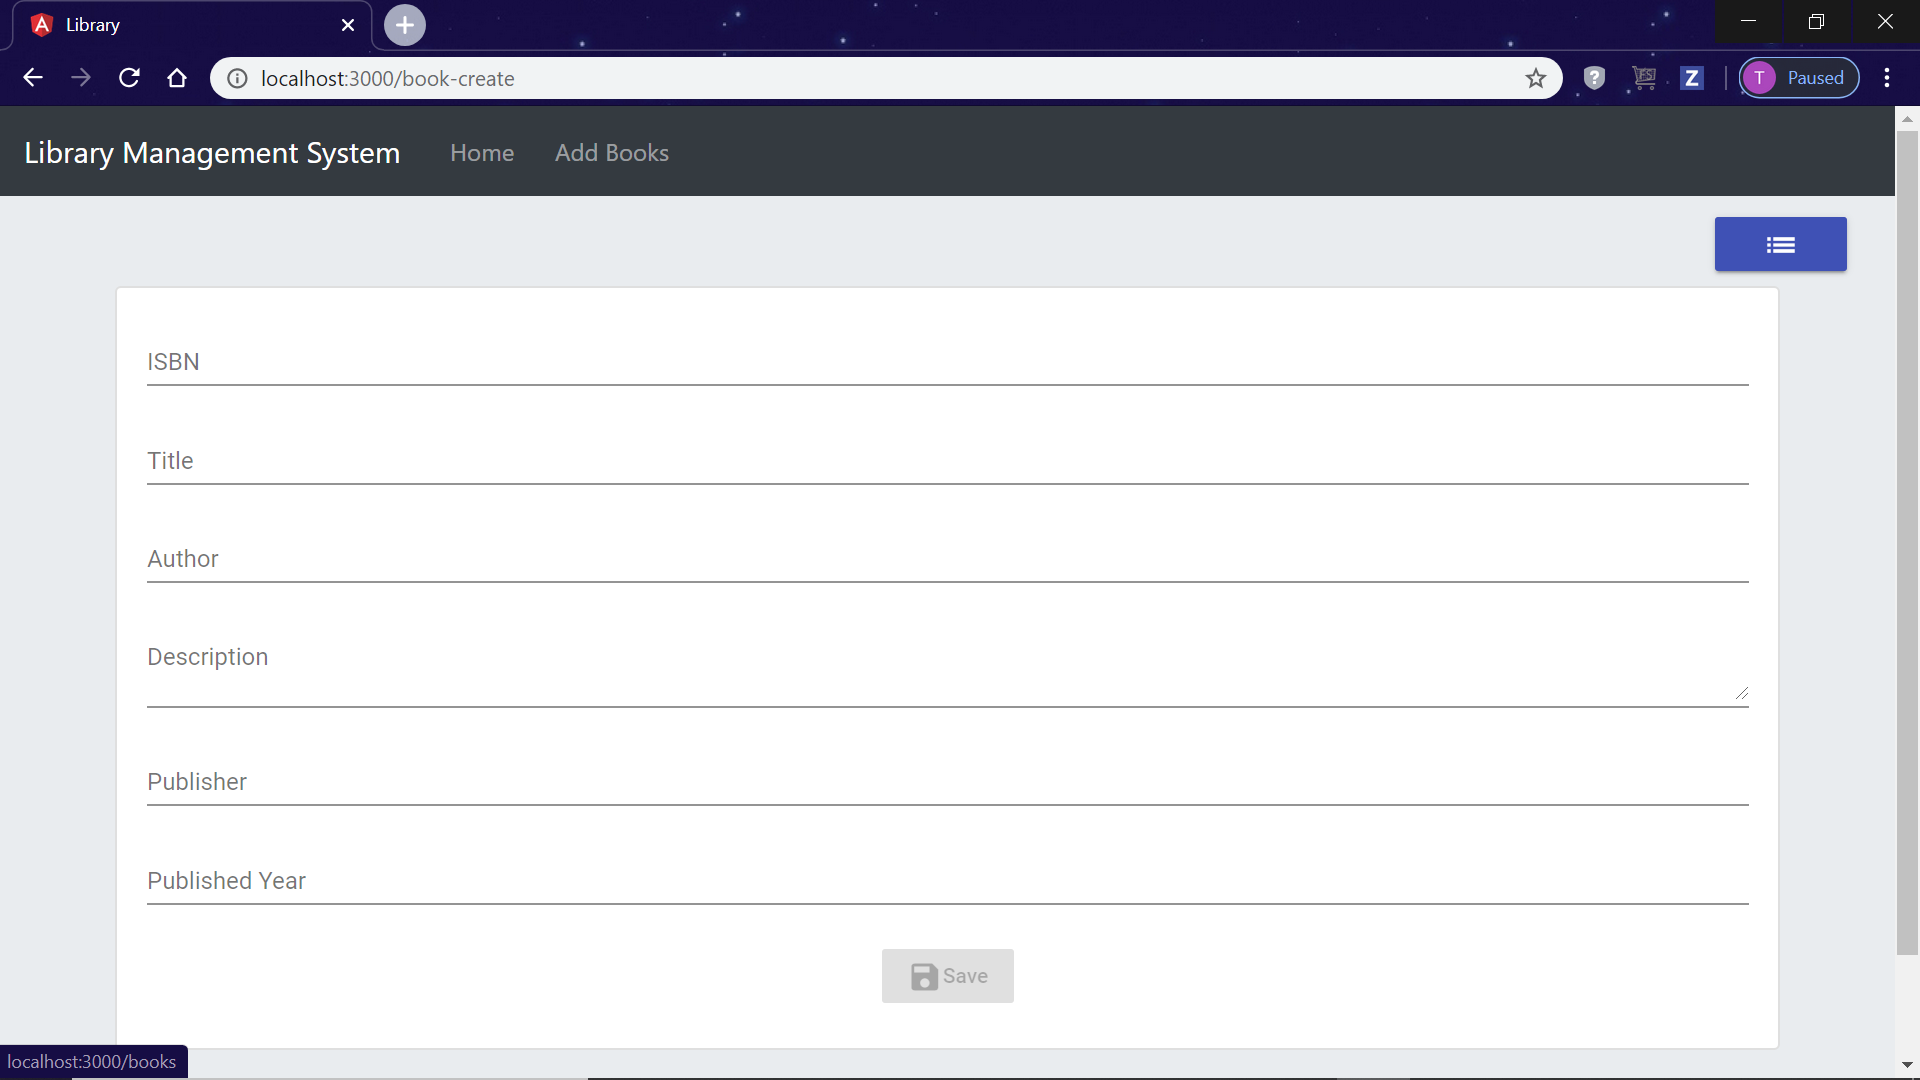 Library
localhost:3000/book-create
T Paused
Library Management System Home Add Books
ISBN
Title
Author
Description
Publisher
Published Year
Save
localhost:3000/books